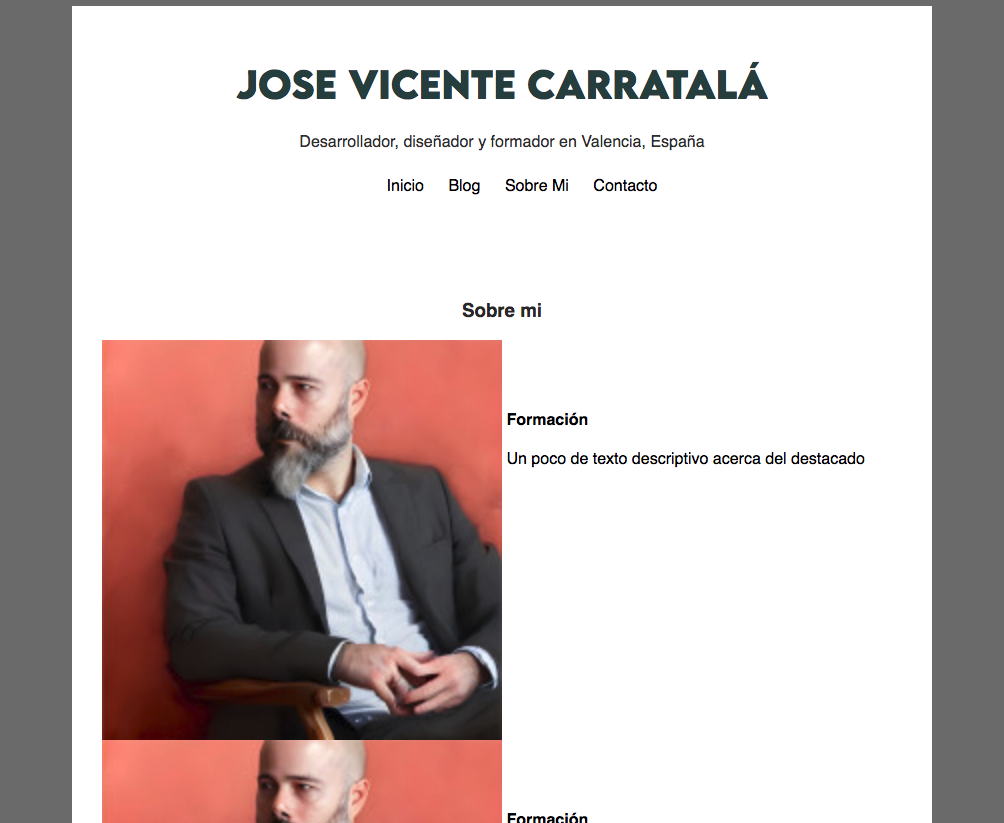 JOSE VICENTE CARRATALÁ
Desarrollador, diseñador y formador en Valencia, España
Inicio Blog Sobre Mi Contacto
Sobre mi
Formación
Un poco de texto descriptivo acerca del destacado
Formación